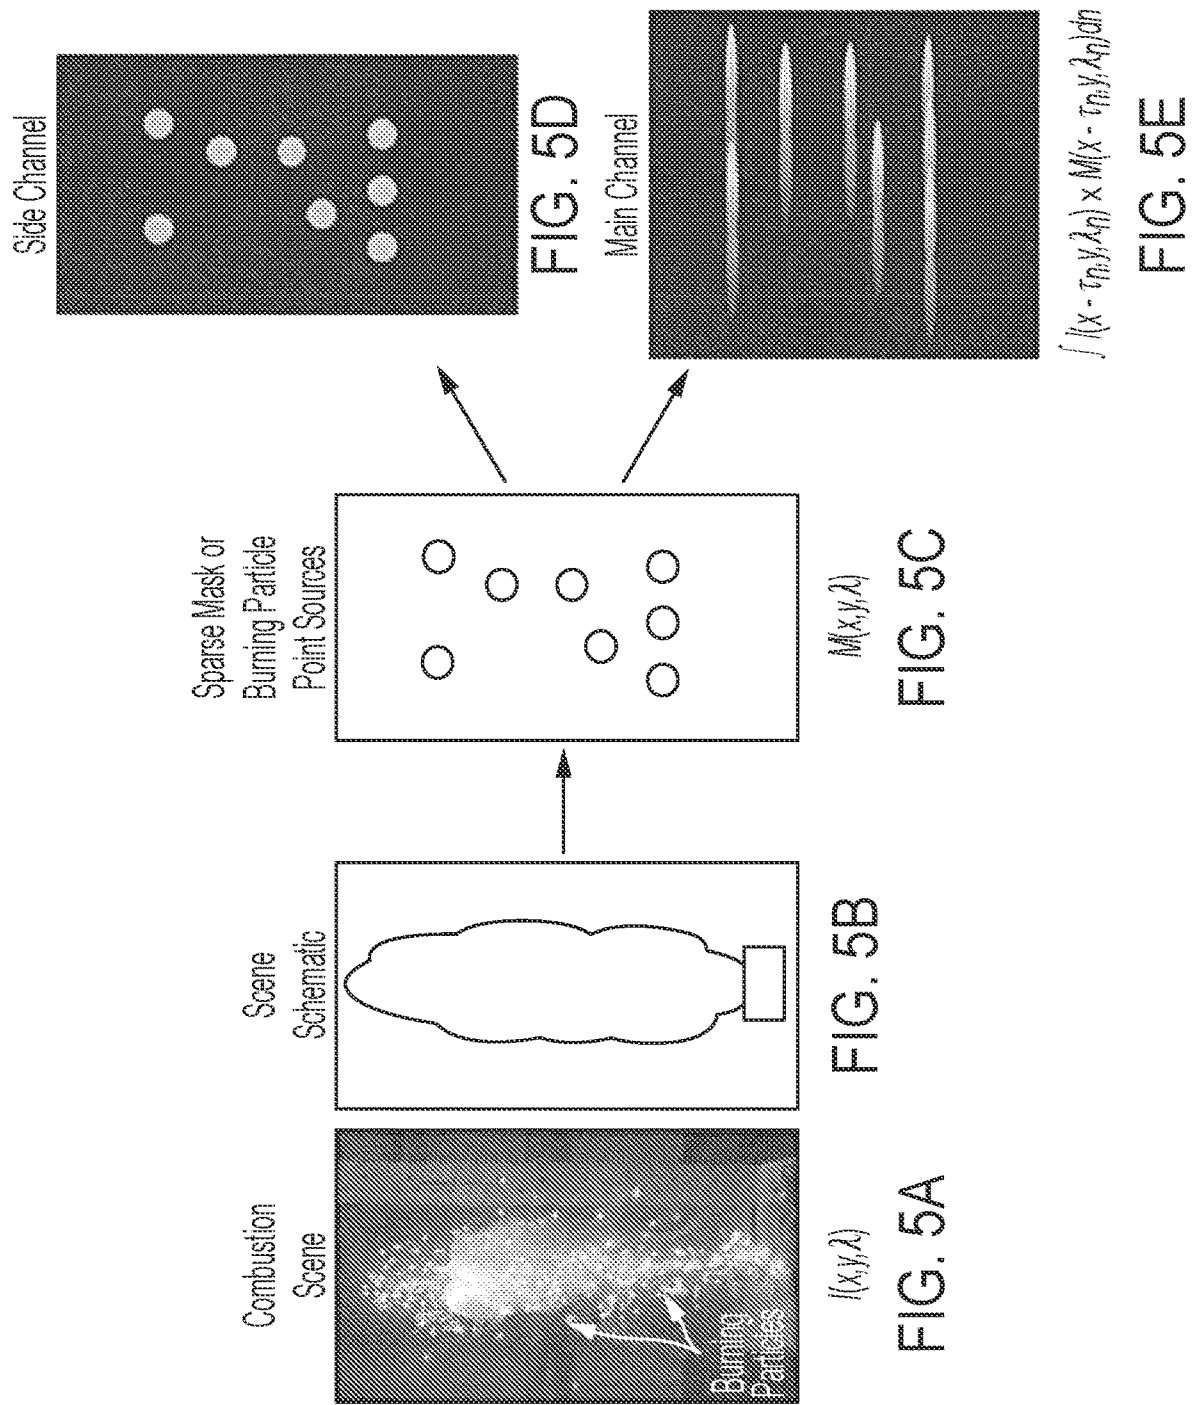 Combustion
Scene
Burning
Particles
I(x,y,λ)
FIG. 5A
Scene
Schematic
FIG. 5B
Sparse Mask or
Burning Particle
Point Sources
M(x,y,λ)
FIG. 5C
Side Channel
FIG. 5D
Main Channel
∫ I(x - τn,y,λn) x M(x - τn,y,λn)dn
FIG. 5E